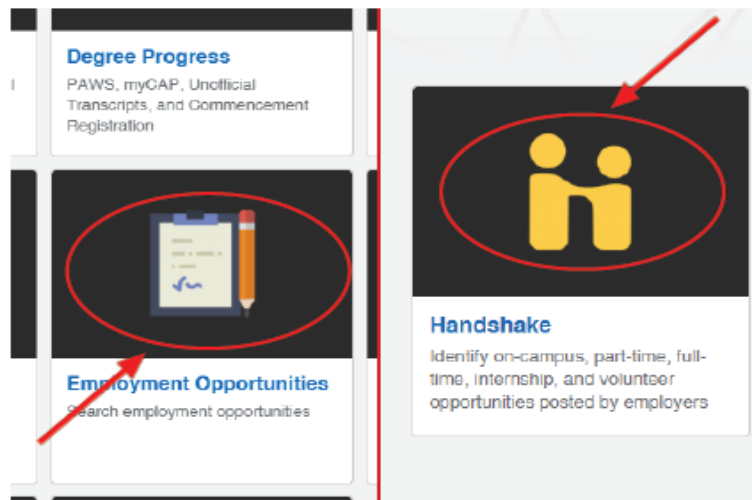 Degree Progress
PAWS, myCAP, Unofficial
Transcripts, and Commencement
Registration
Employment Opportunities
Search employment opportunities
Handshake
Identify on-campus, part-time, full-
time, internship, and volunteer
opportunities posted by employers